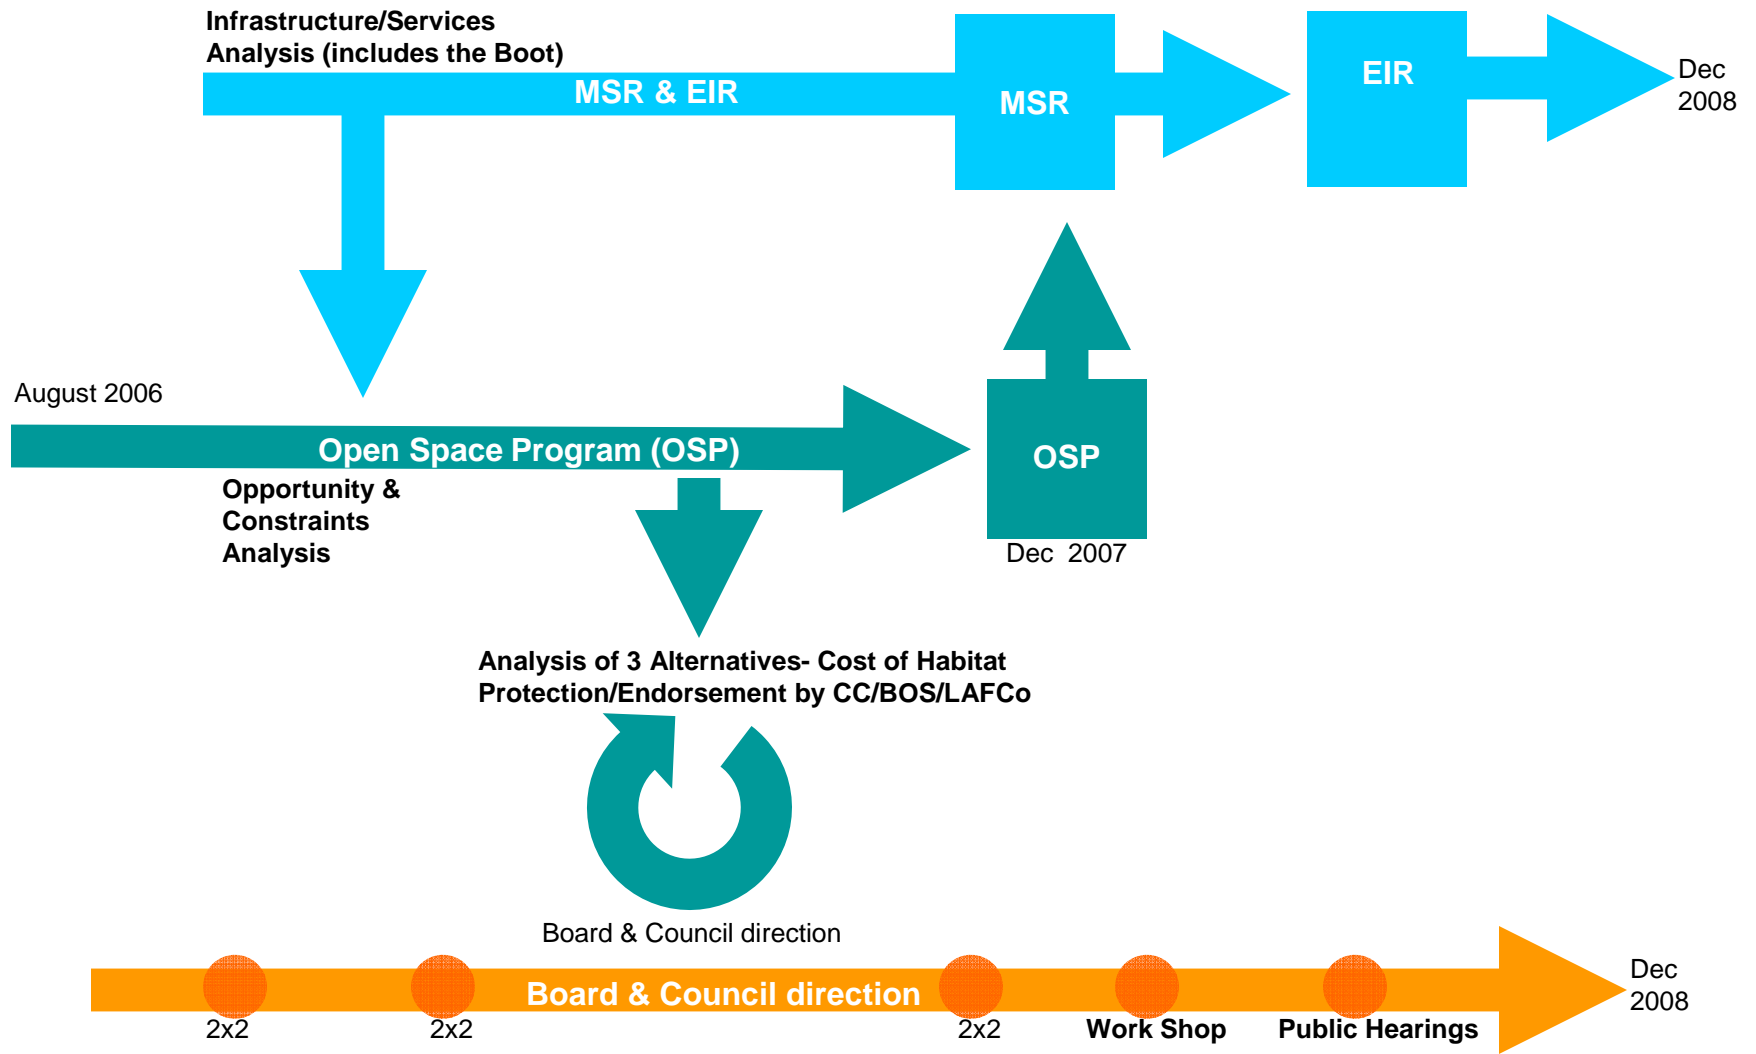 Infrastructure/Services
Analysis (includes the Boot)
MSR & EIR
MSR
EIR
Dec
2008
August 2006
Open Space Program (OSP)
OSP
Opportunity &
Constraints
Analysis
Dec  2007
Analysis of 3 Alternatives- Cost of Habitat
Protection/Endorsement by CC/BOS/LAFCo
Board & Council direction
Board & Council direction
Dec
2008
2x2
2x2
2x2
Work Shop
Public Hearings